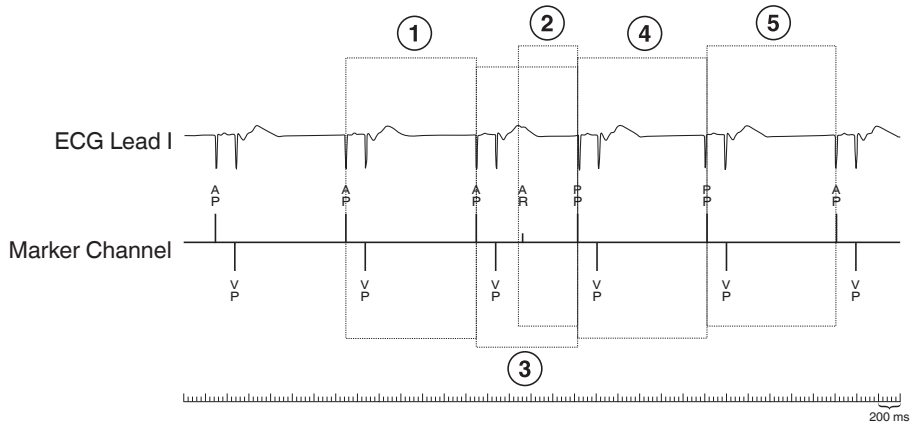 1
2
4
5
ECG Lead I
A A A A P P A
P P P R P P P
Marker Channel
V V V V V V
P P P P P P
3
200 ms